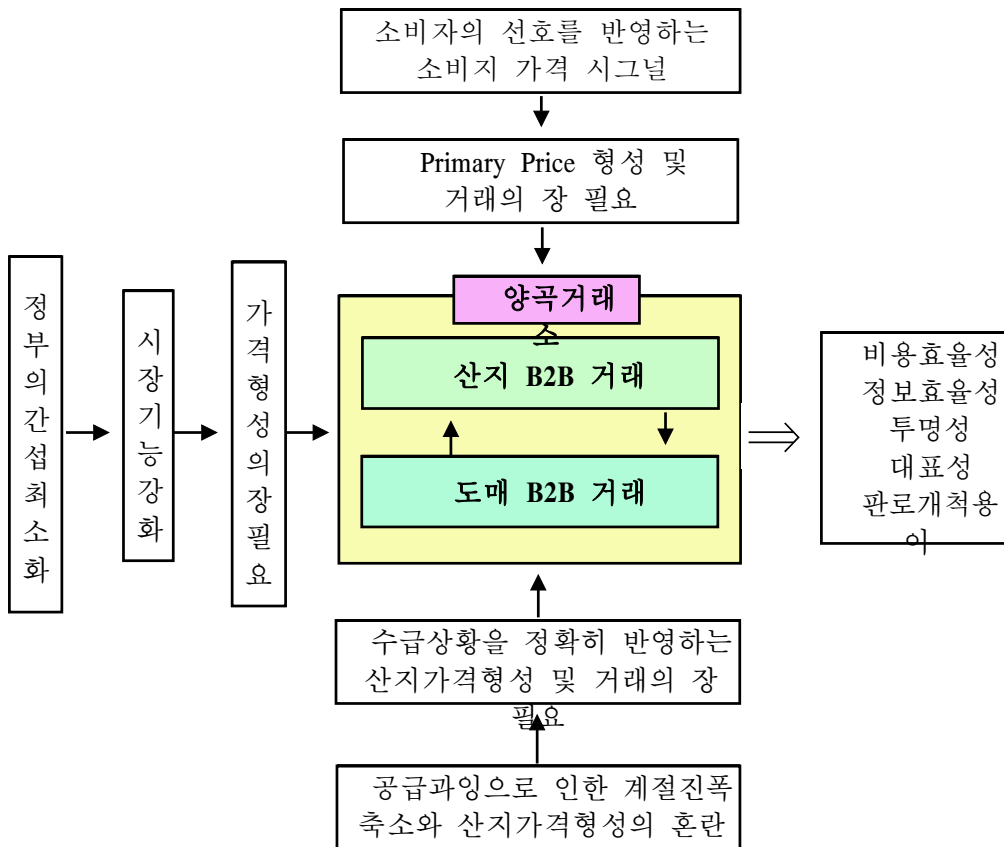 소비자의 선호를 반영하는
소비지 가격 시그널
Primary Price 형성 및
거래의 장 필요
정부의간섭최소화
시장기능강화
가격형성의장필요
양곡거래
소
산지 B2B 거래
도매 B2B 거래
비용효율성
정보효율성
투명성
대표성
판로개척용
이
수급상황을 정확히 반영하는
산지가격형성 및 거래의 장
필요
공급과잉으로 인한 계절진폭
축소와 산지가격형성의 혼란